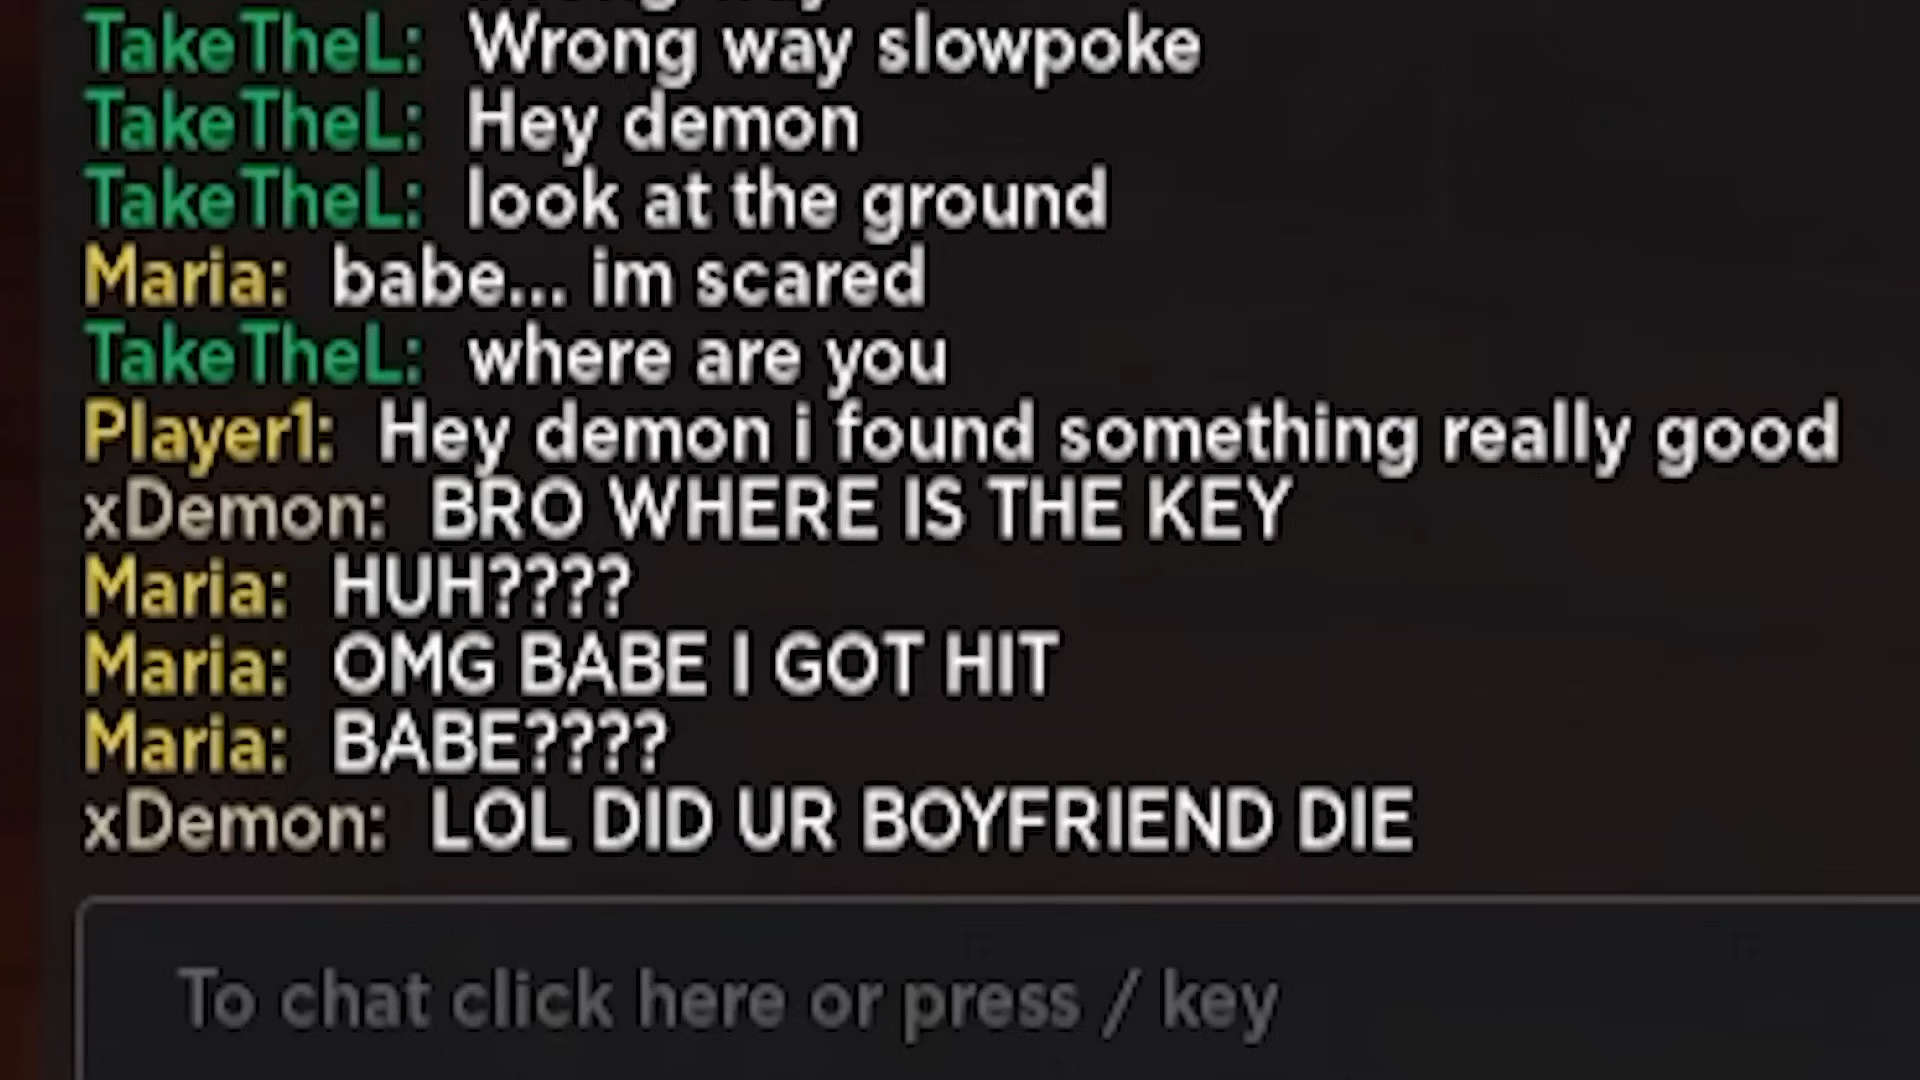 TakeTheL: Wrong way slowpoke
TakeTheL: Hey demon
TakeTheL: look at the ground
Maria: babe... im scared
TakeTheL: where are you
Player1: Hey demon i found something really good
xDemon: BRO WHERE IS THE KEY
Maria: HUH????
Maria: OMG BABE I GOT HIT
Maria: BABE????
xDemon: LOL DID UR BOYFRIEND DIE
To chat click here or press / key